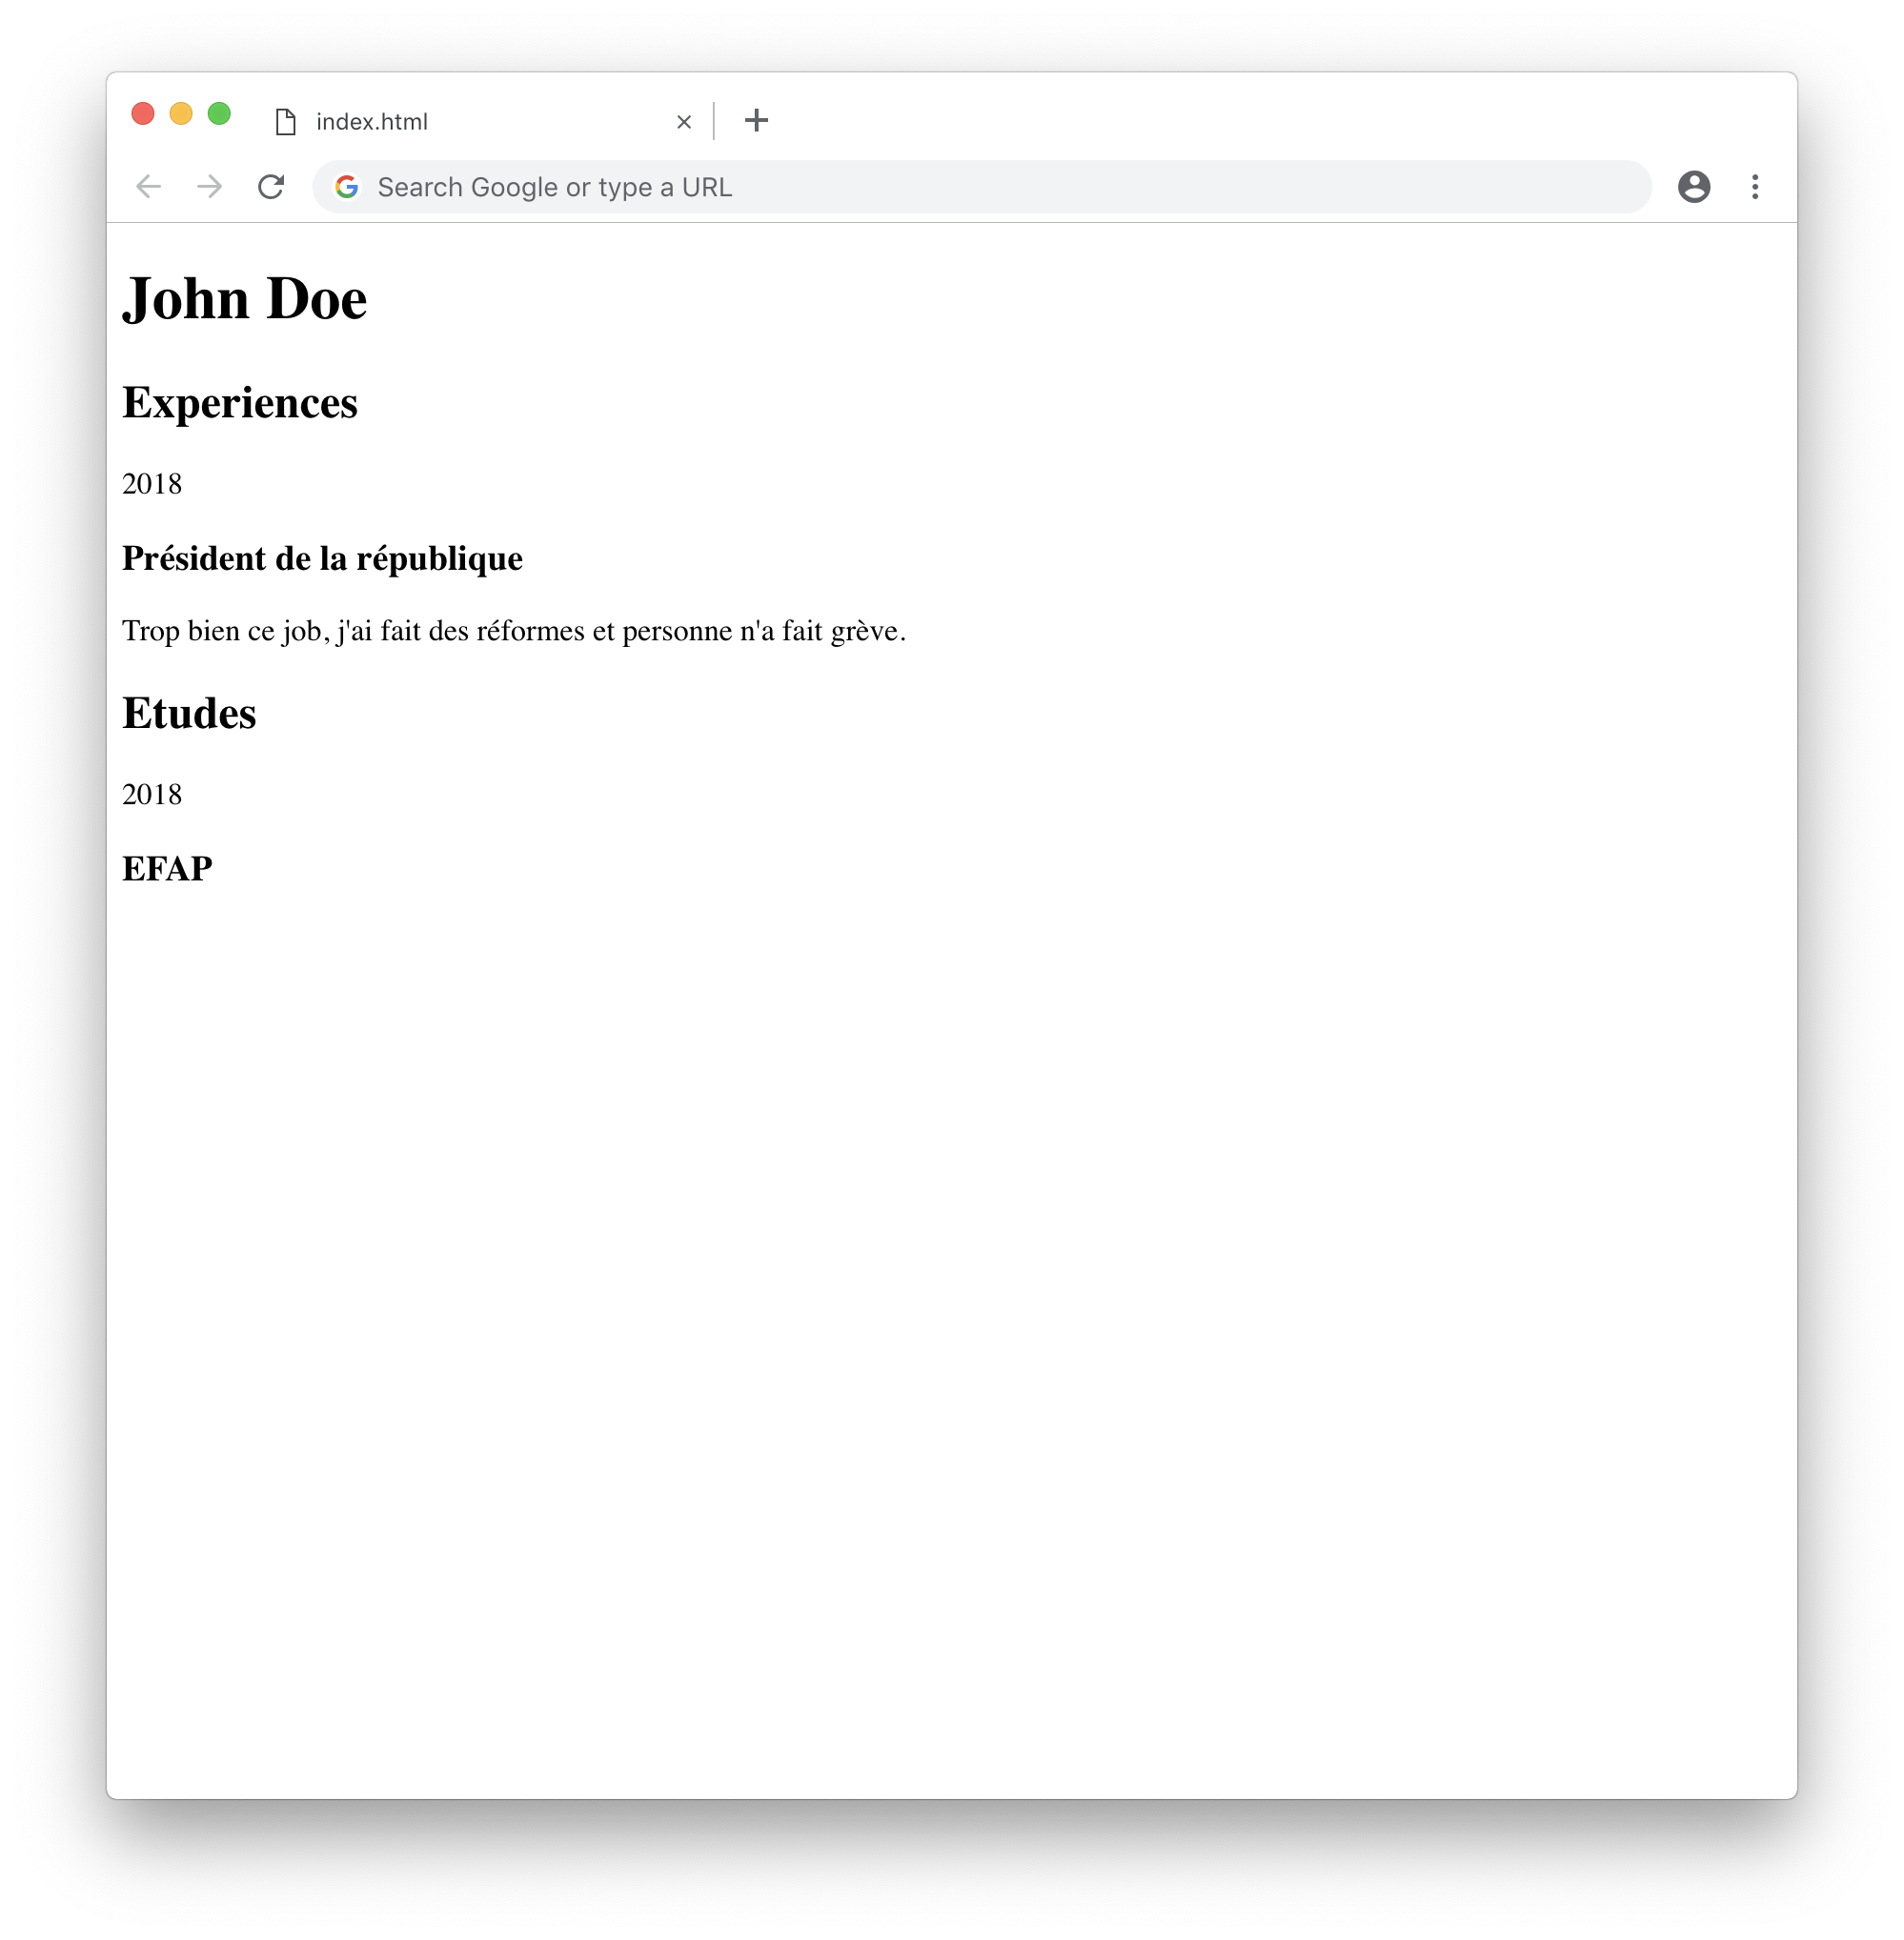 index.html
Search Google or type a URL
John Doe
Experiences
2018
Président de la république
Trop bien ce job, j'ai fait des réformes et personne n'a fait grève.
Etudes
2018
EFAP